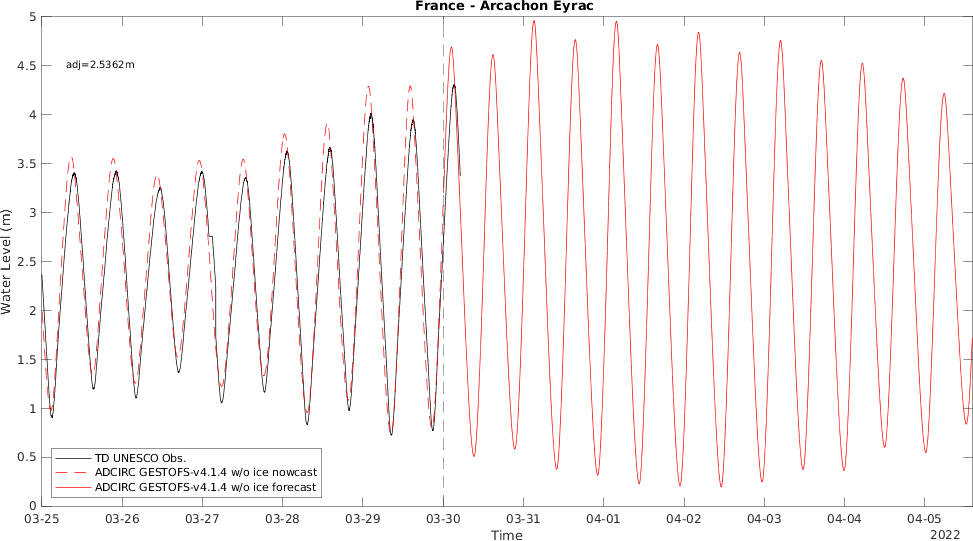 France - Arcachon Eyrac
5
4.5
4
3.5
3
2.5
2
1.5
1
0.5
0
Water Level (m)
adj=2.5362m
TD UNESCO Obs.
ADCIRC GESTOFS-v4.1.4 w/o ice nowcast
ADCIRC GESTOFS-v4.1.4 w/o ice forecast
03-25 03-26 03-27 03-28 03-29 03-30 03-31 04-01 04-02 04-03 04-04 04-05
Time
2022